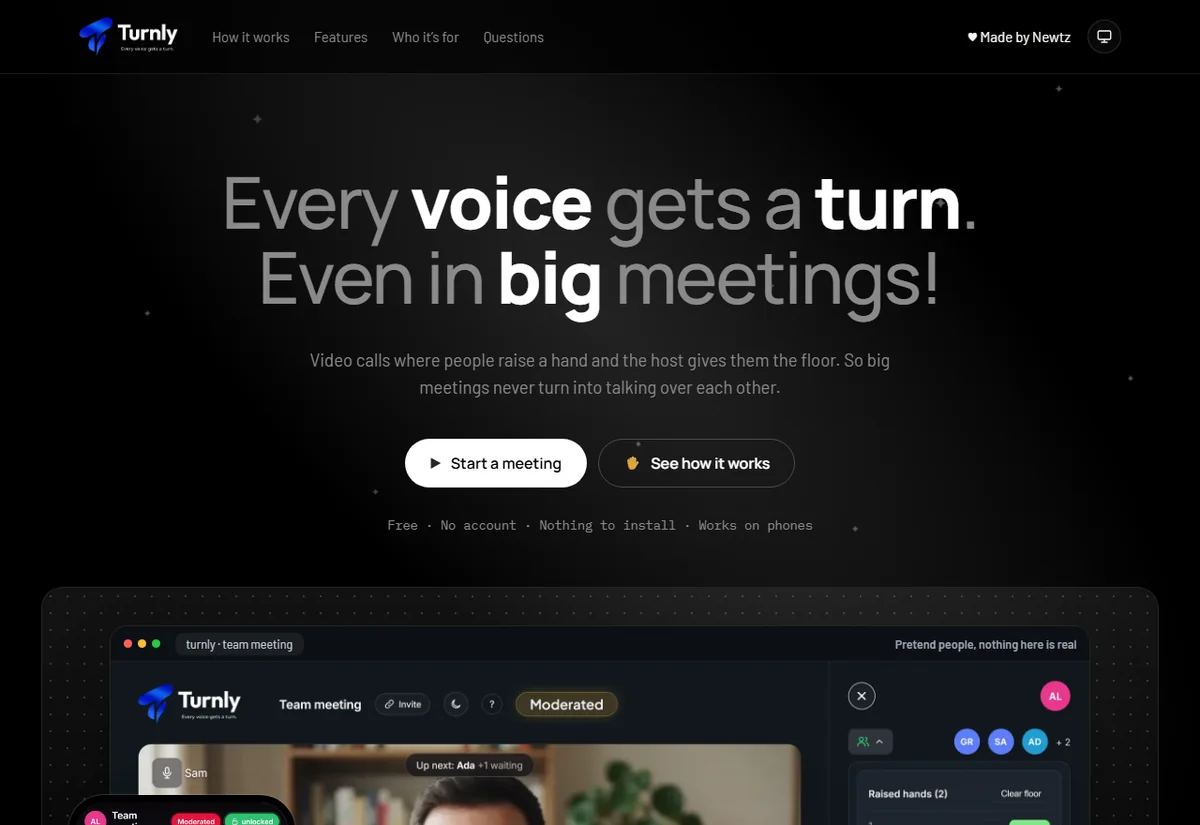 Turnly
Every voice gets a turn.
How it works
Features
Who it's for
Questions
♥ Made by Newtz
Every voice gets a turn.
Even in big meetings!
Video calls where people raise a hand and the host gives them the floor. So big
meetings never turn into talking over each other.
Start a meeting
See how it works
Free · No account · Nothing to install · Works on phones
turnly · team meeting
Pretend people, nothing here is real
Turnly
Every voice gets a turn.
Team meeting
Invite
?
Moderated
AL
GR
SA
AD
+ 2
Sam
Up next: Ada +1 waiting
Raised hands (2)
Clear floor
AL
Team
Moderated
unlocked